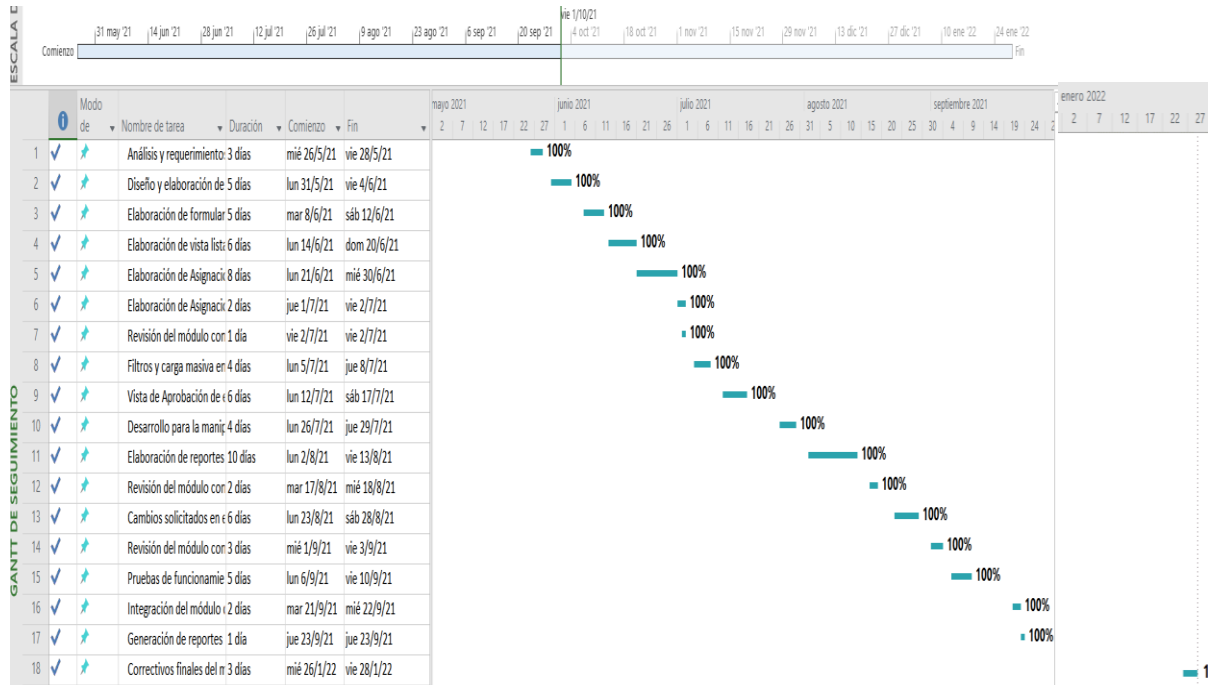 vie 1/10/21
31 may '21 14 jun '21 28 jun '21 12 jul '21 26 jul '21 9 ago '21 23 ago '21 6 sep '21 20 sep '21 4 oct '21 18 oct '21 1 nov '21 15 nov '21 29 nov '21 13 dic '21 27 dic '21 10 ene '22 24 ene '22
Comienzo Fin
ESCALA D
GANTT DE SEGUIMIENTO
Modo de Nombre de tarea Duración Comienzo Fin
mayo 2021 junio 2021 julio 2021 agosto 2021 septiembre 2021 enero 2022
2 7 12 17 22 27 1 6 11 16 21 26 1 6 11 16 21 26 31 5 10 15 20 25 30 4 9 14 19 24 2 2 7 12 17 22 27
1 Análisis y requerimiento: 3 días mié 26/5/21 vie 28/5/21 100%
2 Diseño y elaboración de 5 días lun 31/5/21 vie 4/6/21 100%
3 Elaboración de formular 5 días mar 8/6/21 sáb 12/6/21 100%
4 Elaboración de vista list 6 días lun 14/6/21 dom 20/6/21 100%
5 Elaboración de Asignació 8 días lun 21/6/21 mié 30/6/21 100%
6 Elaboración de Asignació 2 días jue 1/7/21 vie 2/7/21 100%
7 Revisión del módulo con 1 día vie 2/7/21 vie 2/7/21 100%
8 Filtros y carga masiva en 4 días lun 5/7/21 jue 8/7/21 100%
9 Vista de Aprobación de e 6 días lun 12/7/21 sáb 17/7/21 100%
10 Desarrollo para la manip 4 días lun 26/7/21 jue 29/7/21 100%
11 Elaboración de reportes 10 días lun 2/8/21 vie 13/8/21 100%
12 Revisión del módulo con 2 días mar 17/8/21 mié 18/8/21 100%
13 Cambios solicitados en e 6 días lun 23/8/21 sáb 28/8/21 100%
14 Revisión del módulo con 3 días mié 1/9/21 vie 3/9/21 100%
15 Pruebas de funcionamie 5 días lun 6/9/21 vie 10/9/21 100%
16 Integración del módulo 2 días mar 21/9/21 mié 22/9/21 100%
17 Generación de reportes 1 día jue 23/9/21 jue 23/9/21 100%
18 Correctivos finales del m 3 días mié 26/1/22 vie 28/1/22 1